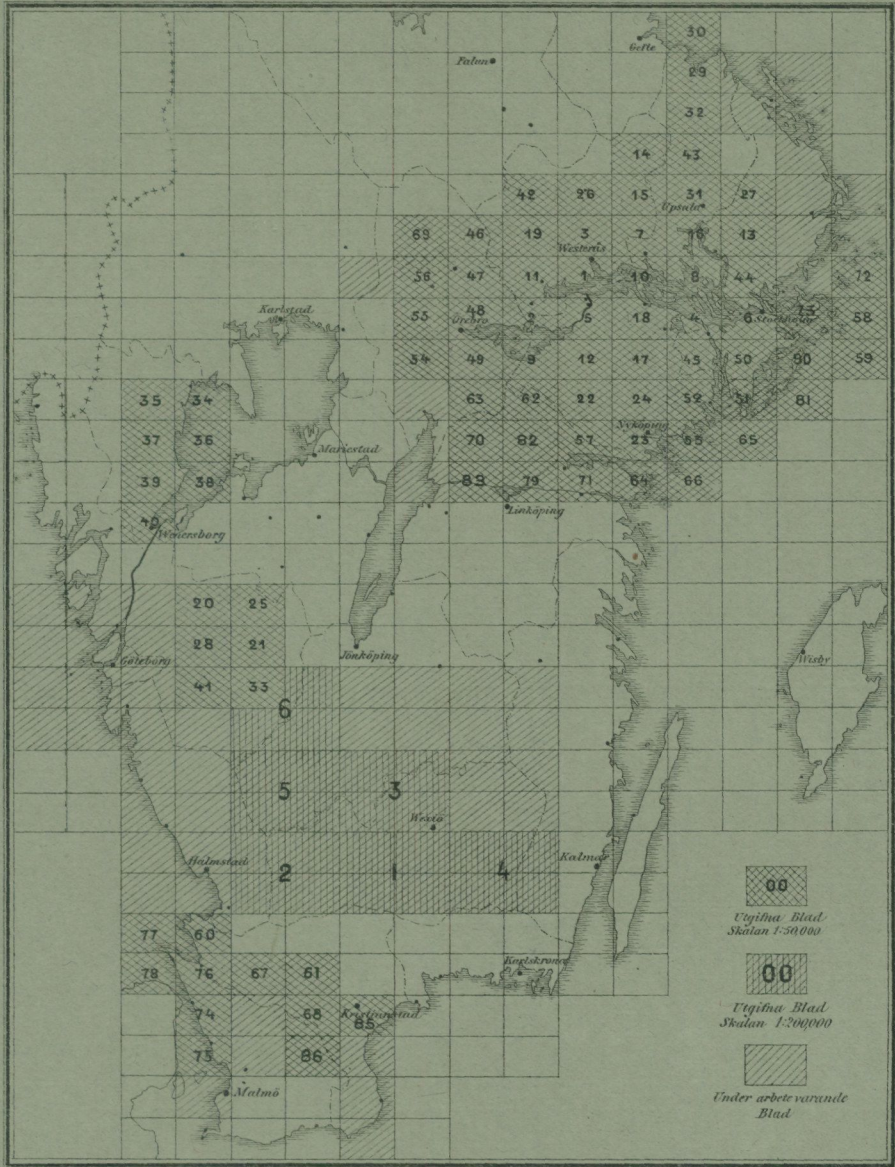 30
Gefle
Falun
29
32
14 43
42 26 15 31 27
Upsala
69 46 19 3 7 16 13
Westerås
56 47 11 1 10 8 44 72
Karlstad
53 48 2 5 18 4 6 Stockholm 73 58
Örebro
54 49 9 12 17 45 50 90 59
35 34 63 62 22 24 52 51 81
Nyköping
37 36 70 82 57 23 55 65
Mariestad
39 38 83 79 71 64 66
Linköping
40
Wenersborg
20 25
28 21
Göteborg Jönköping Wisby
41 33
6
5 3
Wexiö
Halmstad Kalmar
2 1 4
00
Utgifna Blad
Skalan 1:50,000
77 60
Karlskrona
78 76 67 61
00
Utgifna Blad
Skalan 1:200,000
74 68 Kristianstad
85
75 86
Malmö
Under arbete varande
Blad